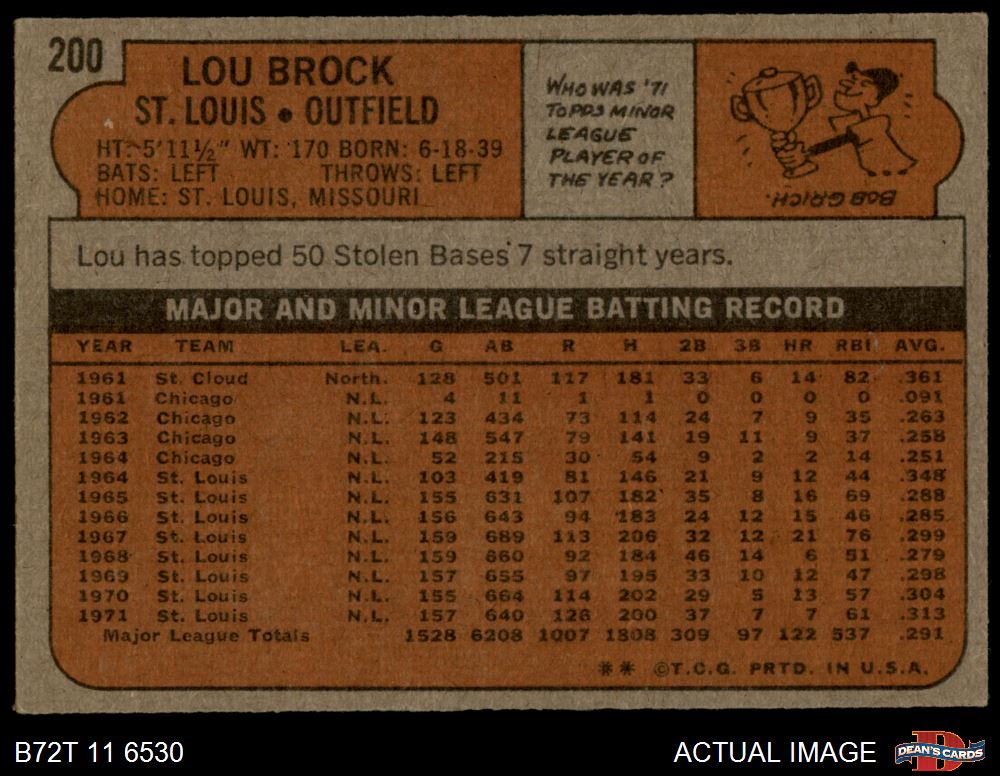 200
LOU BROCK
ST. LOUIS • OUTFIELD
HT: 5'11½" WT: 170 BORN: 6-18-39
BATS: LEFT THROWS: LEFT
HOME: ST. LOUIS, MISSOURI
WHO WAS '71
TOPPS MINOR
LEAGUE
PLAYER OF
THE YEAR?
BOB GRICH.
Lou has topped 50 Stolen Bases 7 straight years.
MAJOR AND MINOR LEAGUE BATTING RECORD
YEAR TEAM LEA. G AB R H 2B 3B HR RBI AVG.
1961 St. Cloud North. 128 501 117 181 33 6 14 82 .361
1961 Chicago N.L. 4 11 1 1 0 0 0 0 .091
1962 Chicago N.L. 123 434 73 114 24 7 9 35 .263
1963 Chicago N.L. 148 547 79 141 19 11 9 37 .258
1964 Chicago N.L. 52 215 30 54 9 2 2 14 .251
1964 St. Louis N.L. 103 419 81 146 21 9 12 44 .348
1965 St. Louis N.L. 155 631 107 182 35 8 16 69 .288
1966 St. Louis N.L. 156 643 94 183 24 12 15 46 .285
1967 St. Louis N.L. 159 689 113 206 32 12 21 76 .299
1968 St. Louis N.L. 159 660 92 184 46 14 6 51 .279
1969 St. Louis N.L. 157 655 97 195 33 10 12 47 .298
1970 St. Louis N.L. 155 664 114 202 29 5 13 57 .304
1971 St. Louis N.L. 157 640 126 200 37 7 7 61 .313
Major League Totals 1528 6208 1007 1808 309 97 122 537 .291
** ©T.C.G. PRTD. IN U.S.A.
B72T 11 6530
ACTUAL IMAGE
D
DEAN'S CARDS